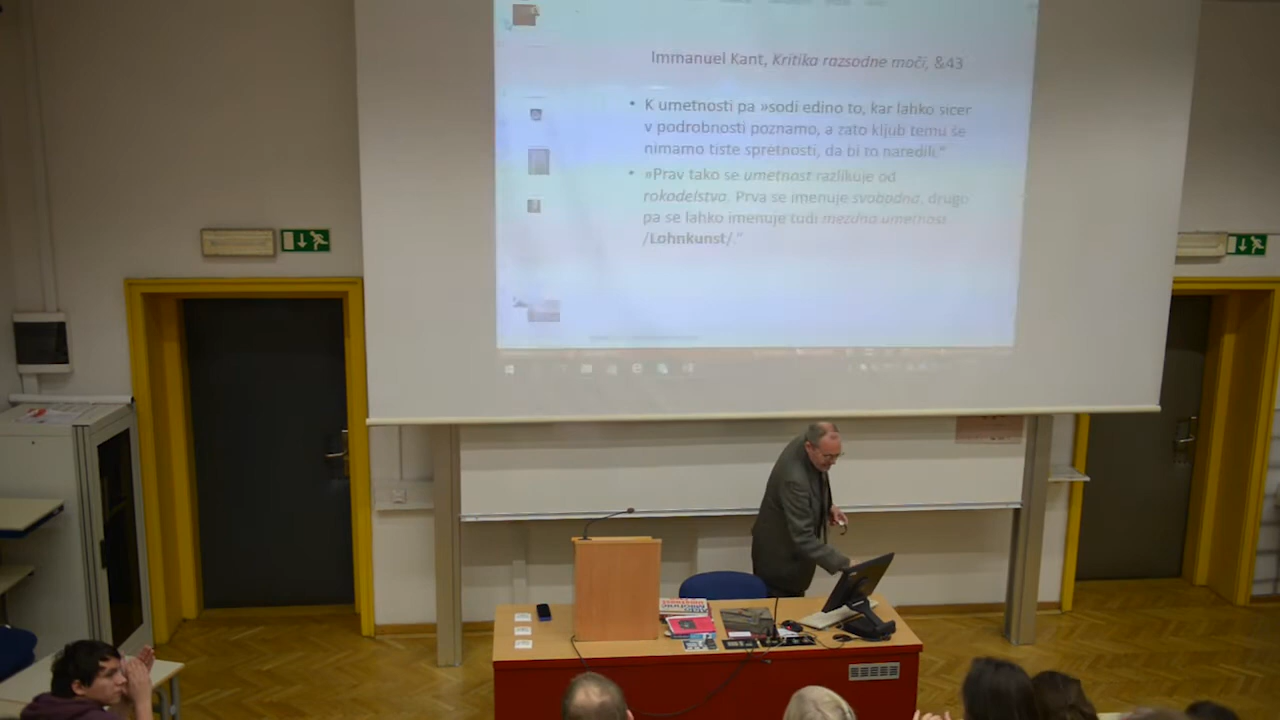 Immanuel Kant, Kritika razsodne moči, &43
• K umetnosti pa »sodi edino to, kar lahko sicer
v podrobnosti poznamo, a zato kljub temu še
nimamo tiste spretnosti, da bi to naredili."
• »Prav tako se umetnost razlikuje od
rokodelstva. Prva se imenuje svobodna, drugo
pa se lahko imenuje tudi mezdna umetnost
/Lohnkunst/."